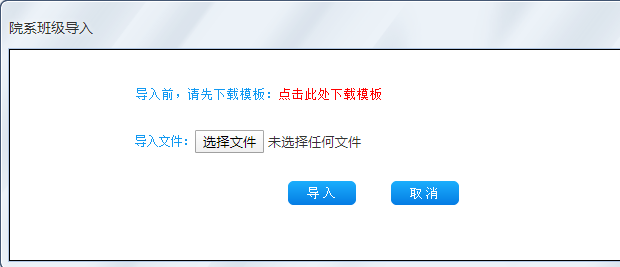 院系班级导入
导入前，请先下载模板：点击此处下载模板
导入文件： 选择文件 未选择任何文件
导入 取消